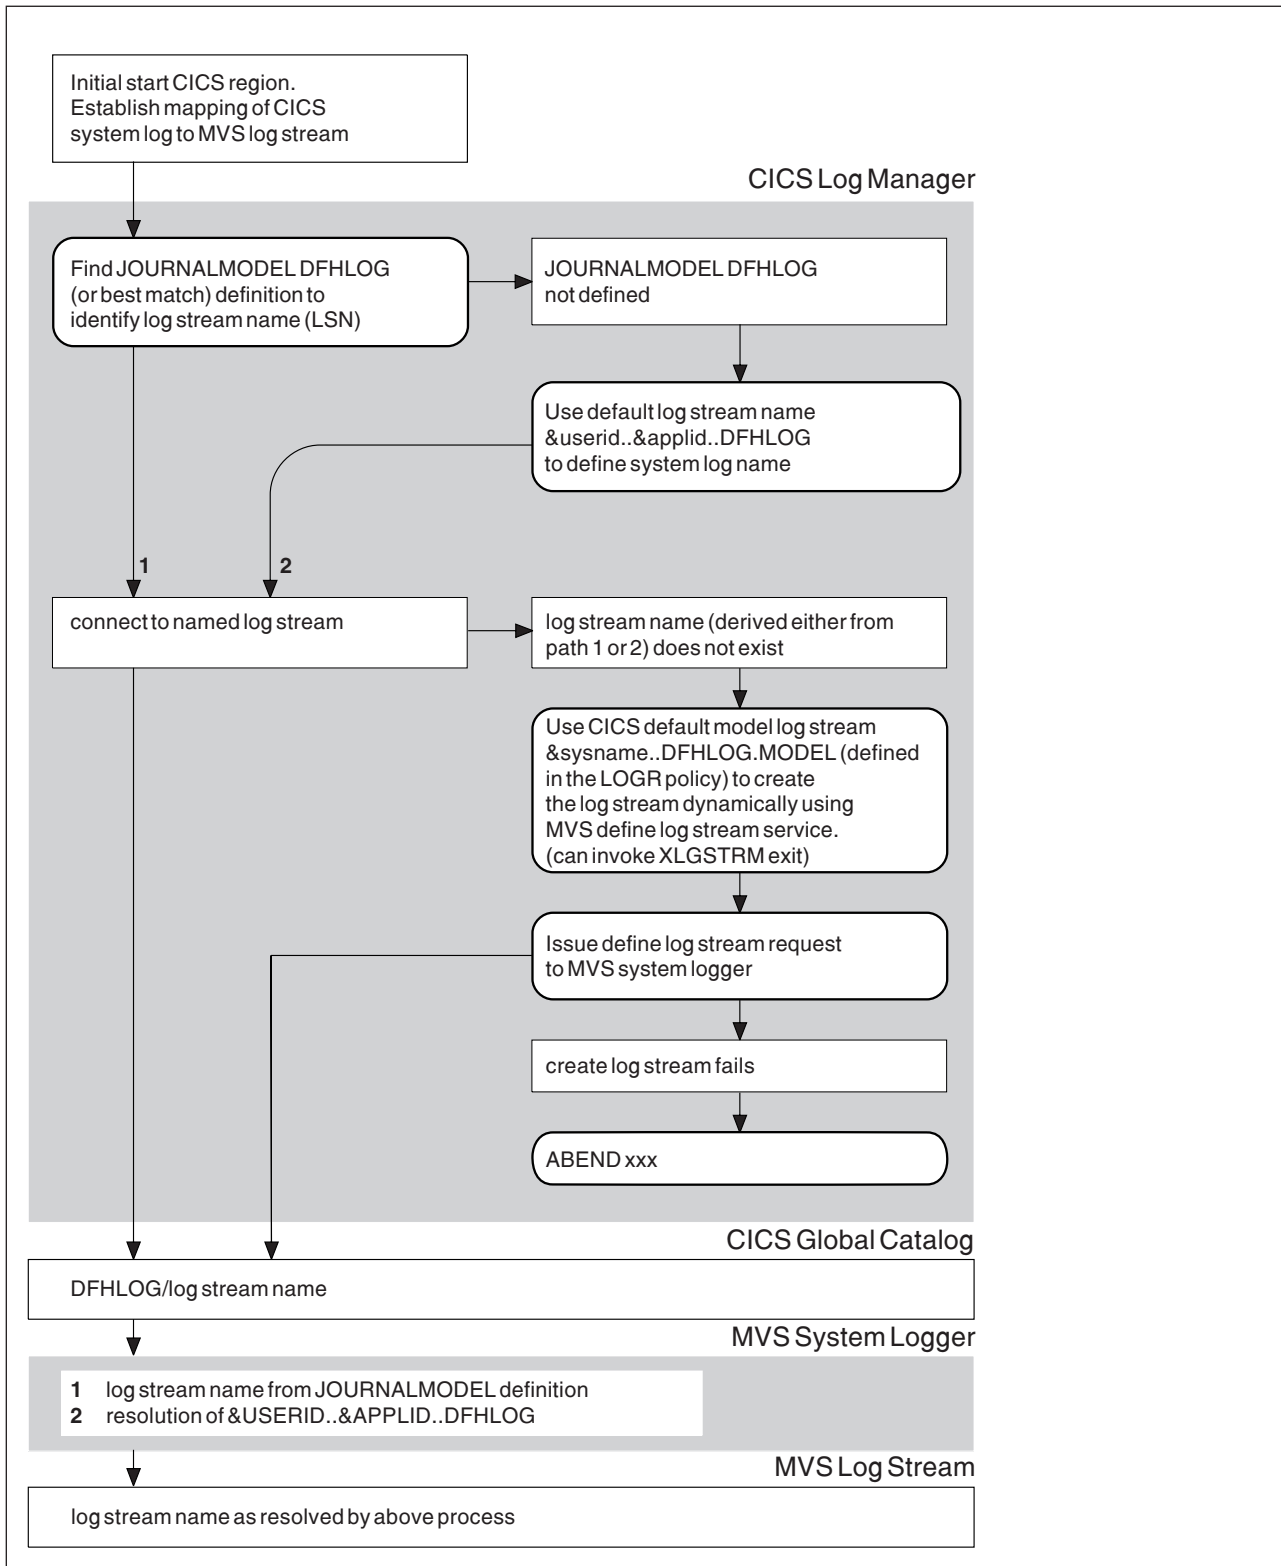 Initial start CICS region.
Establish mapping of CICS
system log to MVS log stream
CICS Log Manager
Find JOURNALMODEL DFHLOG
(or best match) definition to
identify log stream name (LSN)
JOURNALMODEL DFHLOG
not defined
Use default log stream name
&userid..&applid..DFHLOG
to define system log name
1
2
connect to named log stream
log stream name (derived either from
path 1 or 2) does not exist
Use CICS default model log stream
&sysname..DFHLOG.MODEL (defined
in the LOGR policy) to create
the log stream dynamically using
MVS define log stream service.
(can invoke XLGSTRM exit)
Issue define log stream request
to MVS system logger
create log stream fails
ABEND xxx
CICS Global Catalog
DFHLOG/log stream name
MVS System Logger
1 log stream name from JOURNALMODEL definition
2 resolution of &USERID..&APPLID..DFHLOG
MVS Log Stream
log stream name as resolved by above process